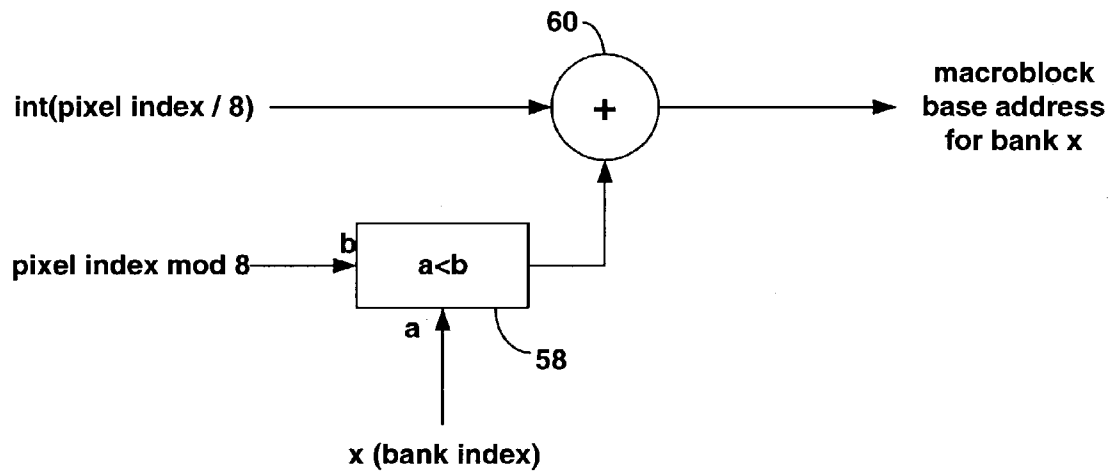 60
int(pixel index / 8)
+
macroblock
base address
for bank x
pixel index mod 8
b
a<b
a
58
x (bank index)